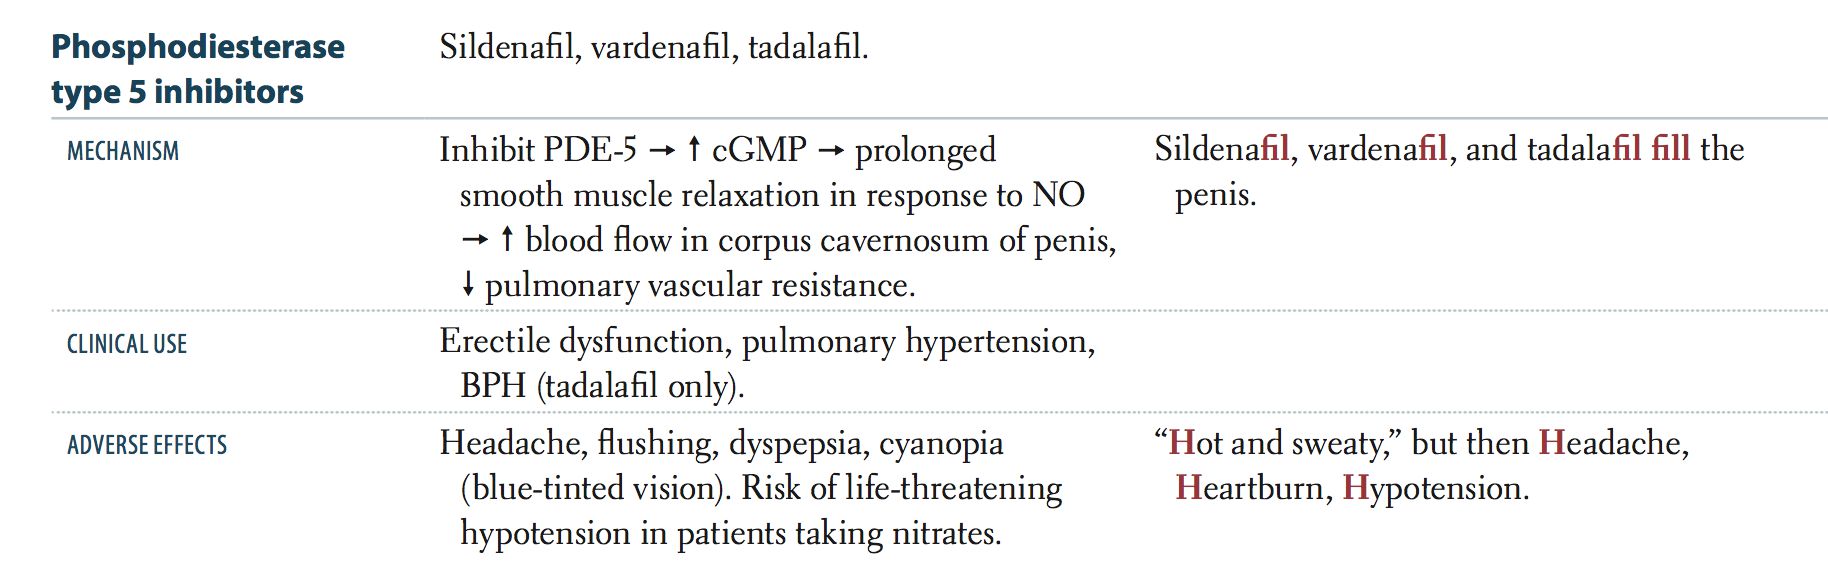 Phosphodiesterase
type 5 inhibitors
Sildenafil, vardenafil, tadalafil.
MECHANISM
Inhibit PDE-5 → ↑ cGMP → prolonged
smooth muscle relaxation in response to NO
→ ↑ blood flow in corpus cavernosum of penis,
↓ pulmonary vascular resistance.
Sildenafil, vardenafil, and tadalafil fill the
penis.
CLINICAL USE
Erectile dysfunction, pulmonary hypertension,
BPH (tadalafil only).
ADVERSE EFFECTS
Headache, flushing, dyspepsia, cyanopia
(blue-tinted vision). Risk of life-threatening
hypotension in patients taking nitrates.
“Hot and sweaty,” but then Headache,
Heartburn, Hypotension.